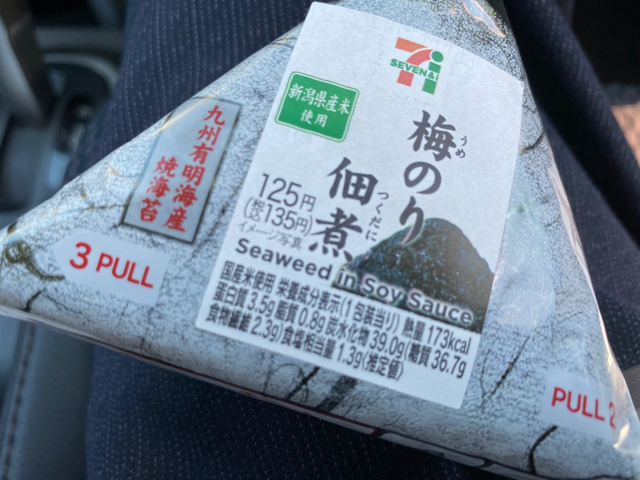 7i
SEVEN&i
新潟県産米
使用
九州有明海産
焼海苔
梅のり
うめ
佃煮
つくだに
125円
(税込135円)
イメージ写真
Seaweed in Soy Sauce
国産米使用 栄養成分表示(1包装当り) 熱量 173kcal
蛋白質 3.5g 脂質 0.8g 炭水化物 39.0g(糖質 36.7g
食物繊維 2.3g)/食塩相当量 1.3g(推定値)
3 PULL
PULL 2